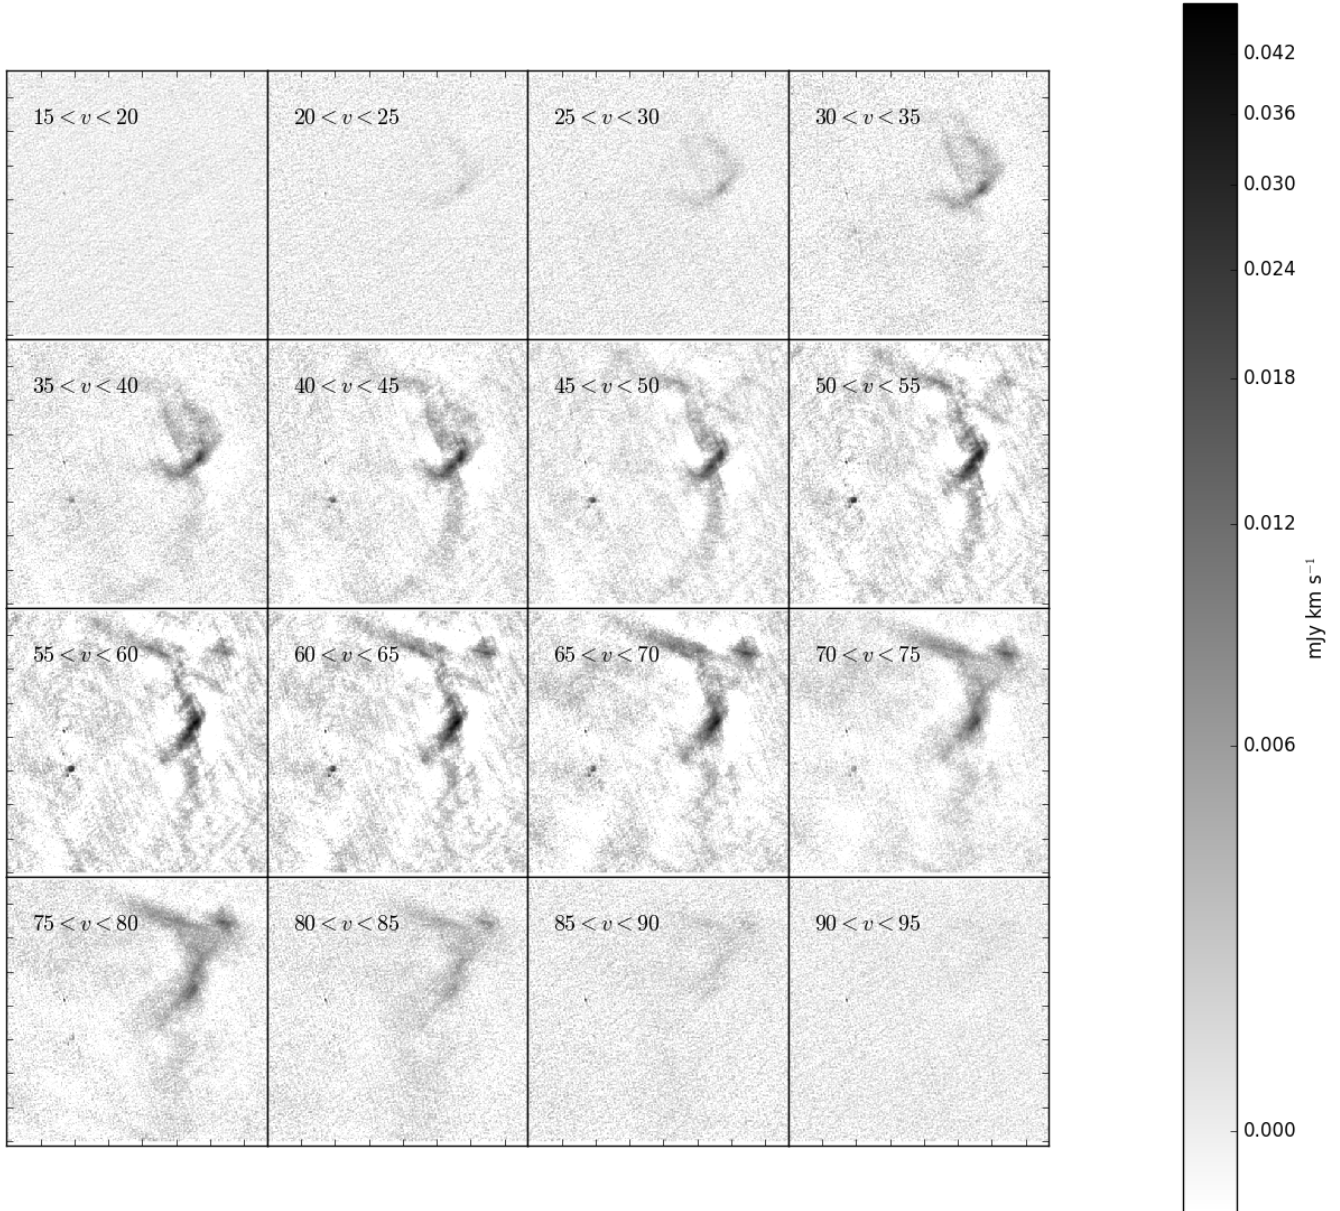 15 < v < 20
20 < v < 25
25 < v < 30
30 < v < 35
35 < v < 40
40 < v < 45
45 < v < 50
50 < v < 55
55 < v < 60
60 < v < 65
65 < v < 70
70 < v < 75
75 < v < 80
80 < v < 85
85 < v < 90
90 < v < 95
0.042
0.036
0.030
0.024
0.018
0.012
0.006
0.000
mJy km s⁻¹